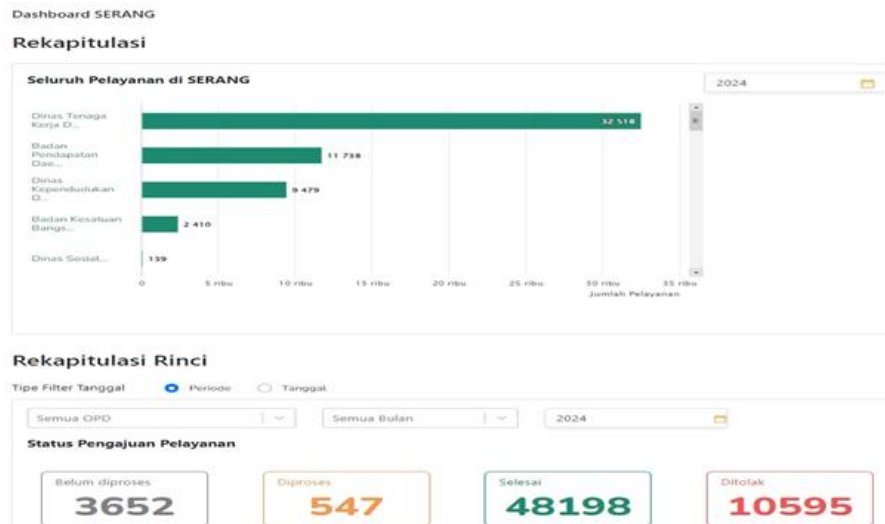 Dashboard SERANG
Rekapitulasi
Seluruh Pelayanan di SERANG
2024
Dinas Tenaga
Kerja D...
32 518
Badan
Pendapatan
Dae...
11 738
Dinas
Kependudukan
D...
9 479
Badan Kesatuan
Bangs...
2 410
Dinas Sosial...
139
0
5 ribu
10 ribu
15 ribu
20 ribu
25 ribu
30 ribu
35 ribu
Jumlah Pelayanan
Rekapitulasi Rinci
Tipe Filter Tanggal
Periode
Tanggal
Semua OPD
Semua Bulan
2024
Status Pengajuan Pelayanan
Belum diproses
3652
Diproses
547
Selesai
48198
Ditolak
10595